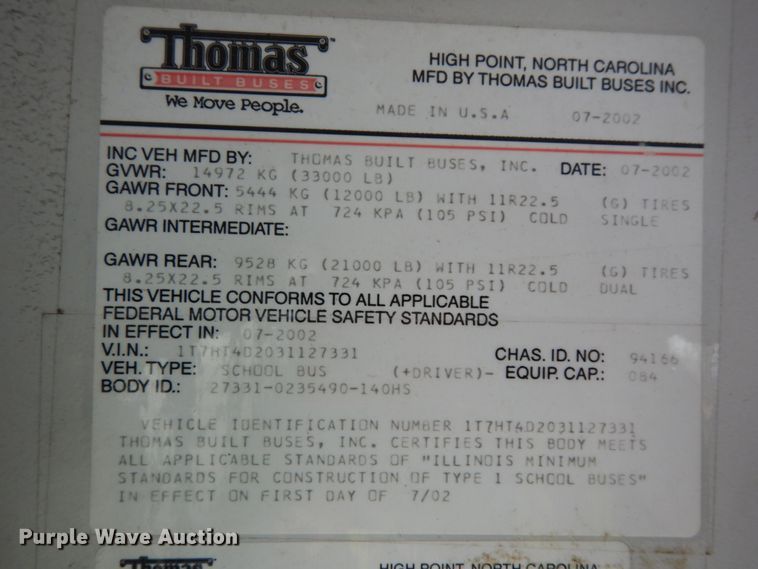 Thomas
BUILT BUSES
We Move People.
HIGH POINT, NORTH CAROLINA
MFD BY THOMAS BUILT BUSES INC.
MADE IN U.S.A 07-2002
INC VEH MFD BY: THOMAS BUILT BUSES, INC. DATE: 07-2002
GVWR: 14972 KG (33000 LB)
GAWR FRONT: 5444 KG (12000 LB) WITH 11R22.5 (G) TIRES
8.25X22.5 RIMS AT 724 KPA (105 PSI) COLD SINGLE
GAWR INTERMEDIATE:
GAWR REAR: 9528 KG (21000 LB) WITH 11R22.5 (G) TIRES
8.25X22.5 RIMS AT 724 KPA (105 PSI) COLD DUAL
THIS VEHICLE CONFORMS TO ALL APPLICABLE
FEDERAL MOTOR VEHICLE SAFETY STANDARDS
IN EFFECT IN: 07-2002
V.I.N.: 1T7HT4D2031127331 CHAS. ID. NO: 94166
VEH. TYPE: SCHOOL BUS (+DRIVER)- EQUIP. CAP.: 084
BODY ID.: 27331-0235490-140HS
VEHICLE IDENTIFICATION NUMBER 1T7HT4D2031127331
THOMAS BUILT BUSES, INC. CERTIFIES THIS BODY MEETS
ALL APPLICABLE STANDARDS OF "ILLINOIS MINIMUM
STANDARDS FOR CONSTRUCTION OF TYPE 1 SCHOOL BUSES"
IN EFFECT ON FIRST DAY OF 7/02
Purple Wave Auction
Thomas HIGH POINT, NORTH CAROLINA